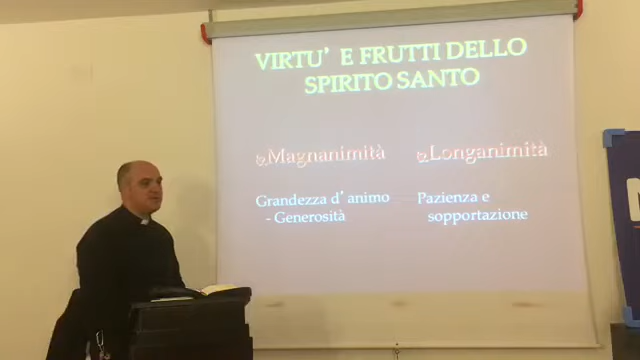 VIRTU' E FRUTTI DELLO
SPIRITO SANTO
Magnanimità
Longanimità
Grandezza d' animo
- Generosità
Pazienza e
sopportazione